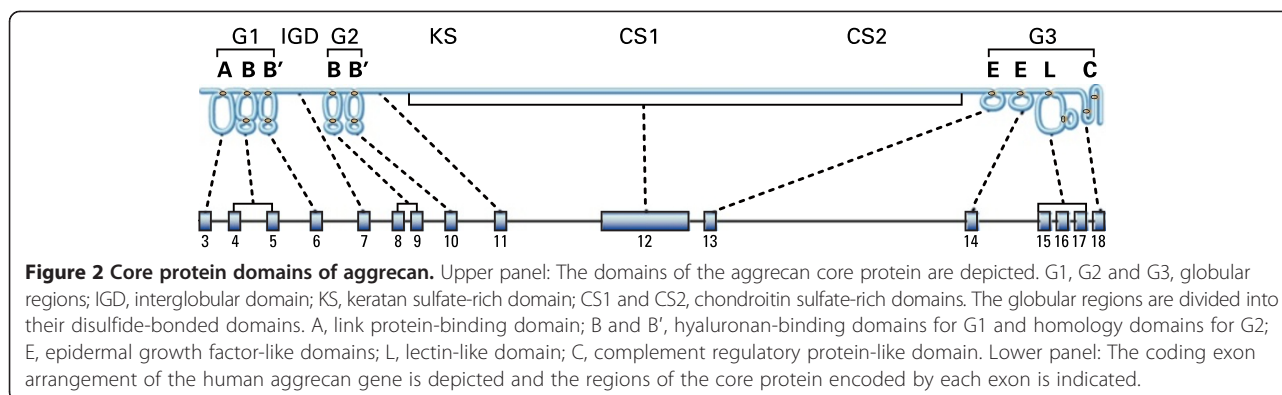 G1 IGD G2 KS CS1 CS2 G3
A B B′ B B′ E E L C
3 4 5 6 7 8 9 10 11 12 13 14 15 16 17 18
Figure 2 Core protein domains of aggrecan. Upper panel: The domains of the aggrecan core protein are depicted. G1, G2 and G3, globular
regions; IGD, interglobular domain; KS, keratan sulfate-rich domain; CS1 and CS2, chondroitin sulfate-rich domains. The globular regions are divided into
their disulfide-bonded domains. A, link protein-binding domain; B and B′, hyaluronan-binding domains for G1 and homology domains for G2;
E, epidermal growth factor-like domains; L, lectin-like domain; C, complement regulatory protein-like domain. Lower panel: The coding exon
arrangement of the human aggrecan gene is depicted and the regions of the core protein encoded by each exon is indicated.